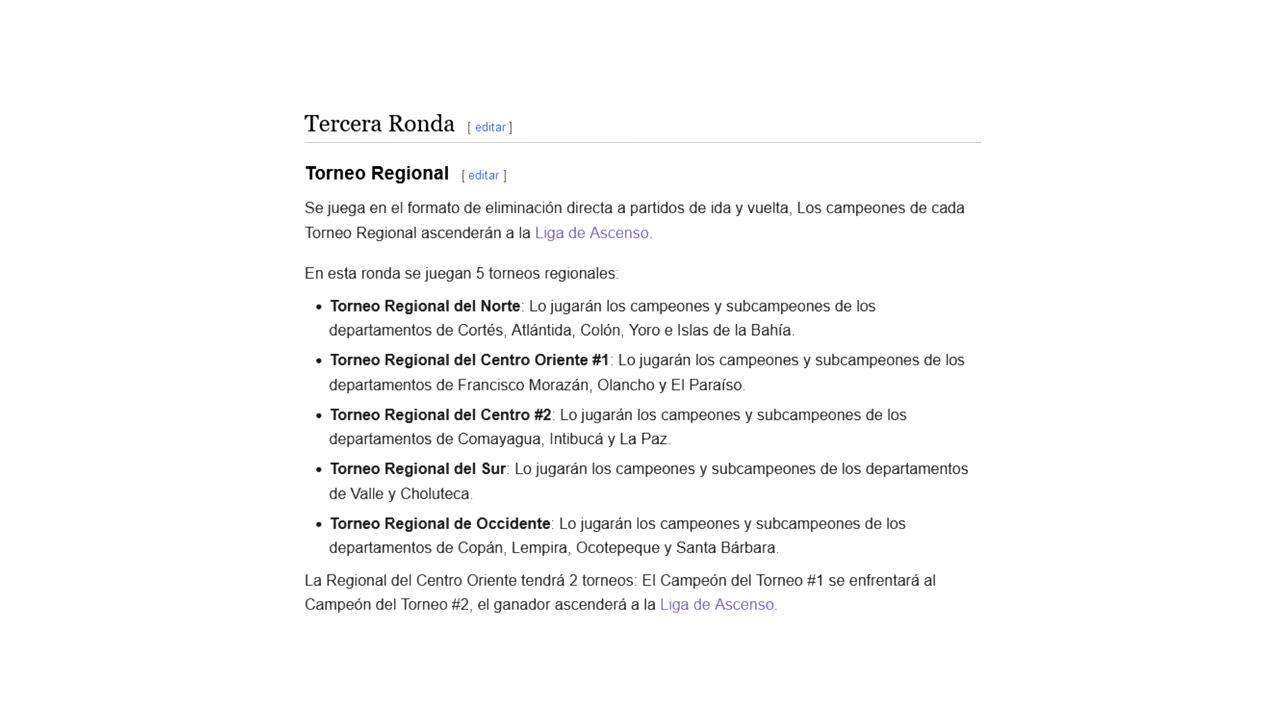 Tercera Ronda [ editar ]
Torneo Regional [ editar ]
Se juega en el formato de eliminación directa a partidos de ida y vuelta, Los campeones de cada
Torneo Regional ascenderán a la Liga de Ascenso.
En esta ronda se juegan 5 torneos regionales:
• Torneo Regional del Norte: Lo jugarán los campeones y subcampeones de los
departamentos de Cortés, Atlántida, Colón, Yoro e Islas de la Bahía.
• Torneo Regional del Centro Oriente #1: Lo jugarán los campeones y subcampeones de los
departamentos de Francisco Morazán, Olancho y El Paraíso.
• Torneo Regional del Centro #2: Lo jugarán los campeones y subcampeones de los
departamentos de Comayagua, Intibucá y La Paz.
• Torneo Regional del Sur: Lo jugarán los campeones y subcampeones de los departamentos
de Valle y Choluteca.
• Torneo Regional de Occidente: Lo jugarán los campeones y subcampeones de los
departamentos de Copán, Lempira, Ocotepeque y Santa Bárbara.
La Regional del Centro Oriente tendrá 2 torneos: El Campeón del Torneo #1 se enfrentará al
Campeón del Torneo #2, el ganador ascenderá a la Liga de Ascenso.